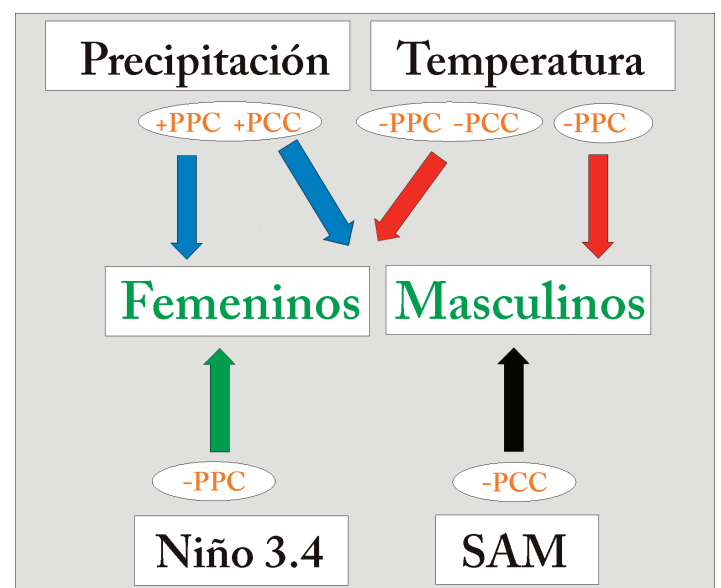 Precipitación
Temperatura
+PPC +PCC
-PPC -PCC
-PPC
Femeninos
Masculinos
-PPC
-PCC
Niño 3.4
SAM